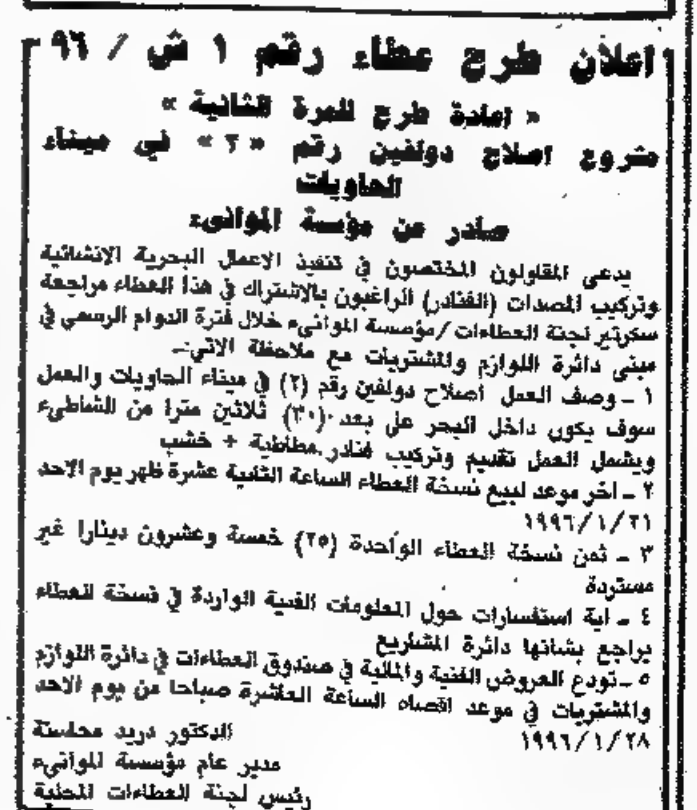 اعلان طرح عطاء رقم ١ ش / ٩٦
« اعادة طرح للمرة الثانية »
مشروع اصلاح دولفين رقم « ٢ » في ميناء
الحاويات
صادر عن مؤسسة الموانىء
يدعى المقاولون المختصون في تنفيذ الاعمال البحرية الانشائية
وتركيب المصدات (الفنادر) الراغبون بالاشتراك في هذا العطاء مراجعة
سكرتير لجنة العطاءات /مؤسسة الموانىء خلال فترة الدوام الرسمي في
مبنى دائرة اللوازم والمشتريات مع ملاحظة الاتي:ـ
١ ـ وصف العمل اصلاح دولفين رقم (٢) في ميناء الحاويات والعمل
سوف يكون داخل البحر على بعد (٣٠) ثلاثين مترا من الشاطىء
ويشمل العمل تقديم وتركيب فنادر مطاطية + خشب
٢ ـ اخر موعد لبيع نسخة العطاء الساعة الثانية عشرة ظهر يوم الاحد
١٩٩٦/١/٢١
٣ ـ ثمن نسخة العطاء الواحدة (٢٥) خمسة وعشرون دينارا غير
مستردة
٤ ـ اية استفسارات حول المعلومات الفنية الواردة في نسخة العطاء
يراجع بشانها دائرة المشاريع
٥ ـ تودع العروض الفنية والمالية في صندوق العطاءات في دائرة اللوازم
والمشتريات في موعد اقصاه الساعة العاشرة صباحا من يوم الاحد
١٩٩٦/١/٢٨
الدكتور دريد محاسنة
مدير عام مؤسسة الموانىء
رئيس لجنة العطاءات المحلية